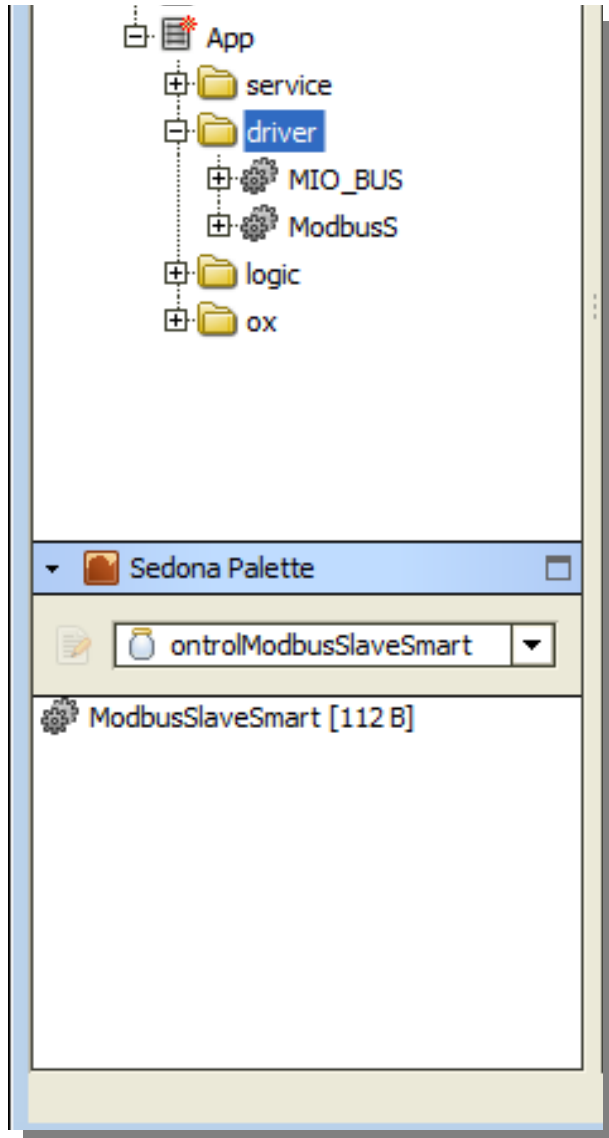 App
service
driver
MIO_BUS
ModbusS
logic
ox
Sedona Palette
ontrolModbusSlaveSmart
ModbusSlaveSmart [112 B]